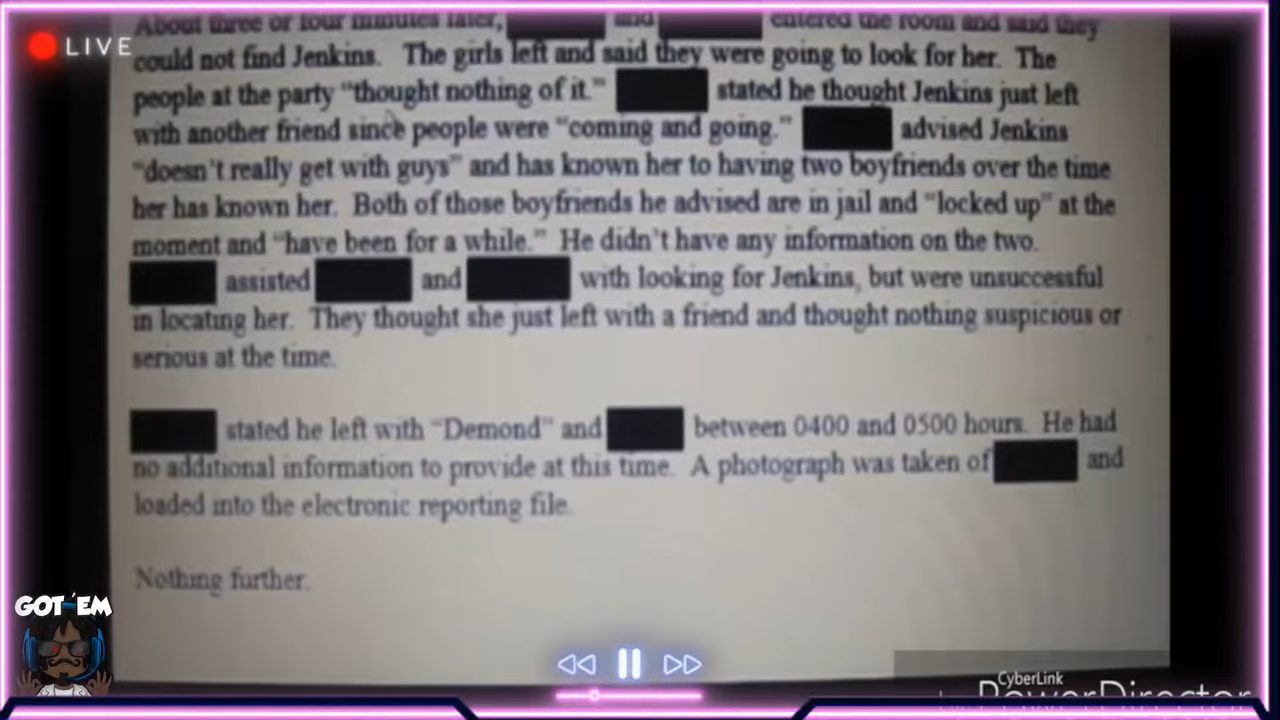 About three or four minutes later, and entered the room and said they
LIVE
could not find Jenkins. The girls left and said they were going to look for her. The
people at the party “thought nothing of it.” stated he thought Jenkins just left
with another friend since people were “coming and going.” advised Jenkins
“doesn’t really get with guys” and has known her to having two boyfriends over the time
her has known her. Both of those boyfriends he advised are in jail and “locked up” at the
moment and “have been for a while.” He didn’t have any information on the two.
assisted and with looking for Jenkins, but were unsuccessful
in locating her. They thought she just left with a friend and thought nothing suspicious or
serious at the time.
stated he left with “Demond” and between 0400 and 0500 hours. He had
no additional information to provide at this time. A photograph was taken of and
loaded into the electronic reporting file.
Nothing further.
GOT ´EM
CyberLink
PowerDirector